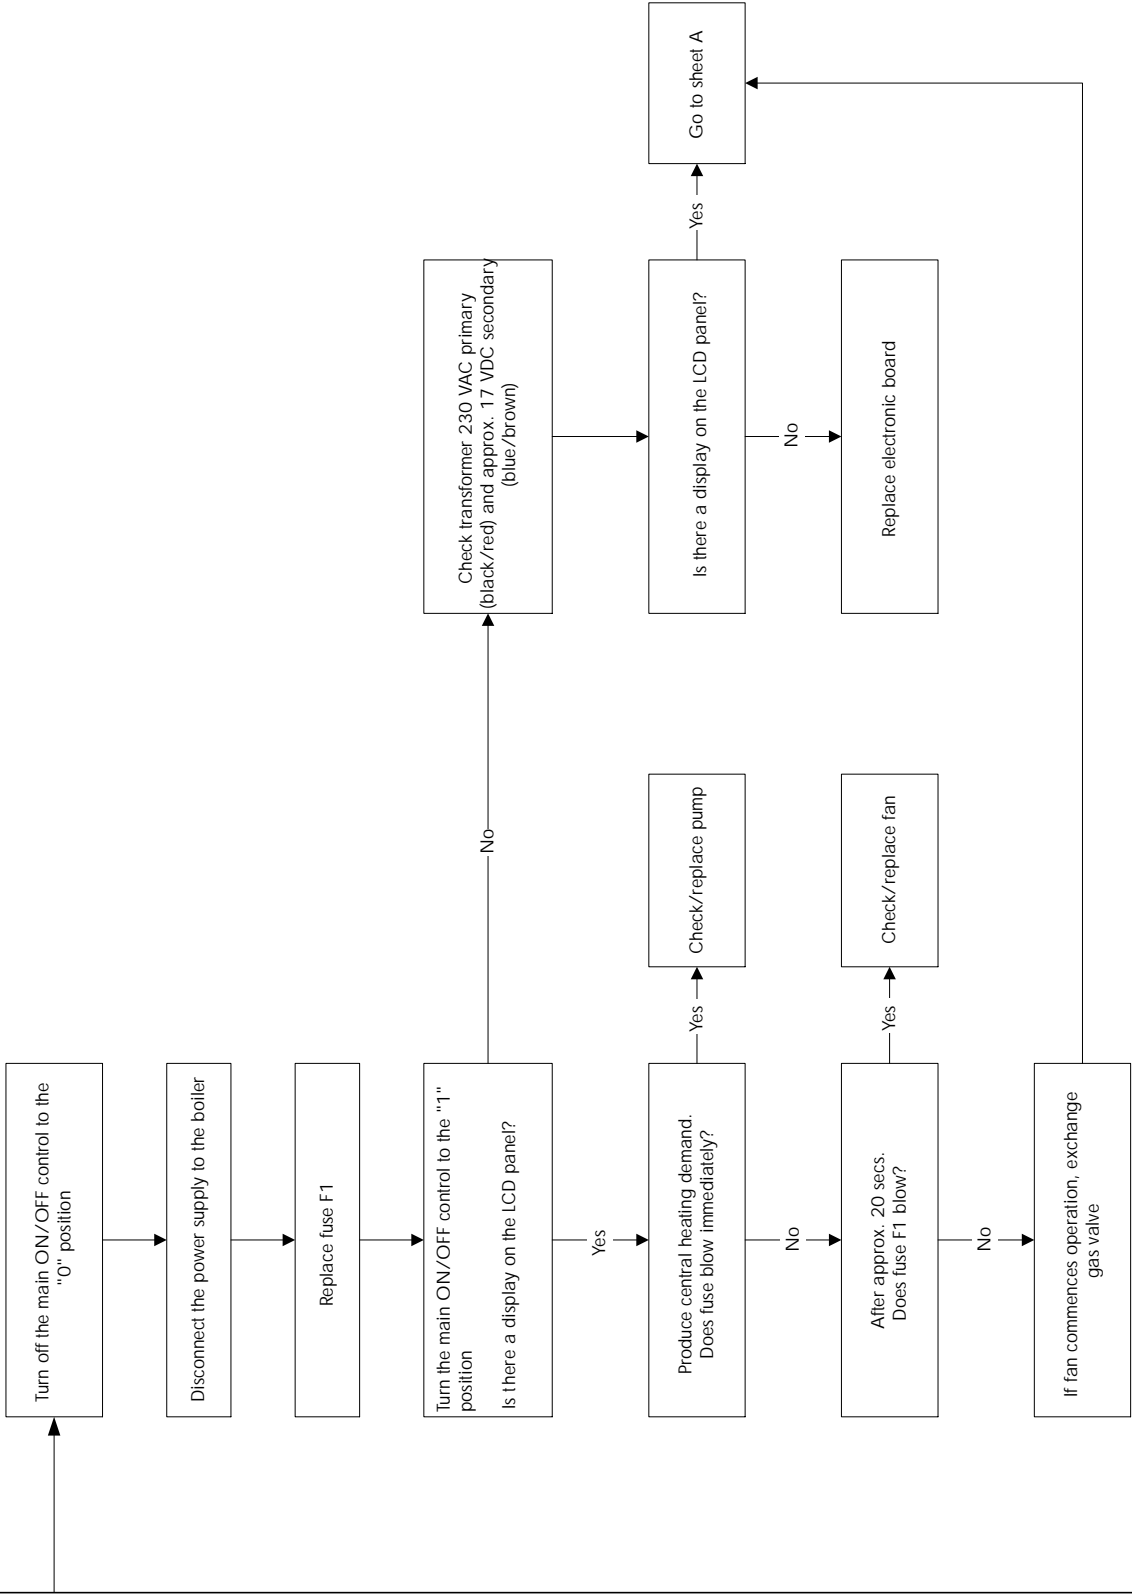 Turn off the main ON/OFF control to the
"0" position
Disconnect the power supply to the boiler
Replace fuse F1
Turn the main ON/OFF control to the "1"
position
Is there a display on the LCD panel?
No
Check transformer 230 VAC primary
(black/red) and approx. 17 VDC secondary
(blue/brown)
Yes
Produce central heating demand.
Does fuse blow immediately?
Yes
Check/replace pump
Is there a display on the LCD panel?
Yes
Go to sheet A
No
After approx. 20 secs.
Does fuse F1 blow?
Yes
Check/replace fan
No
Replace electronic board
No
If fan commences operation, exchange
gas valve